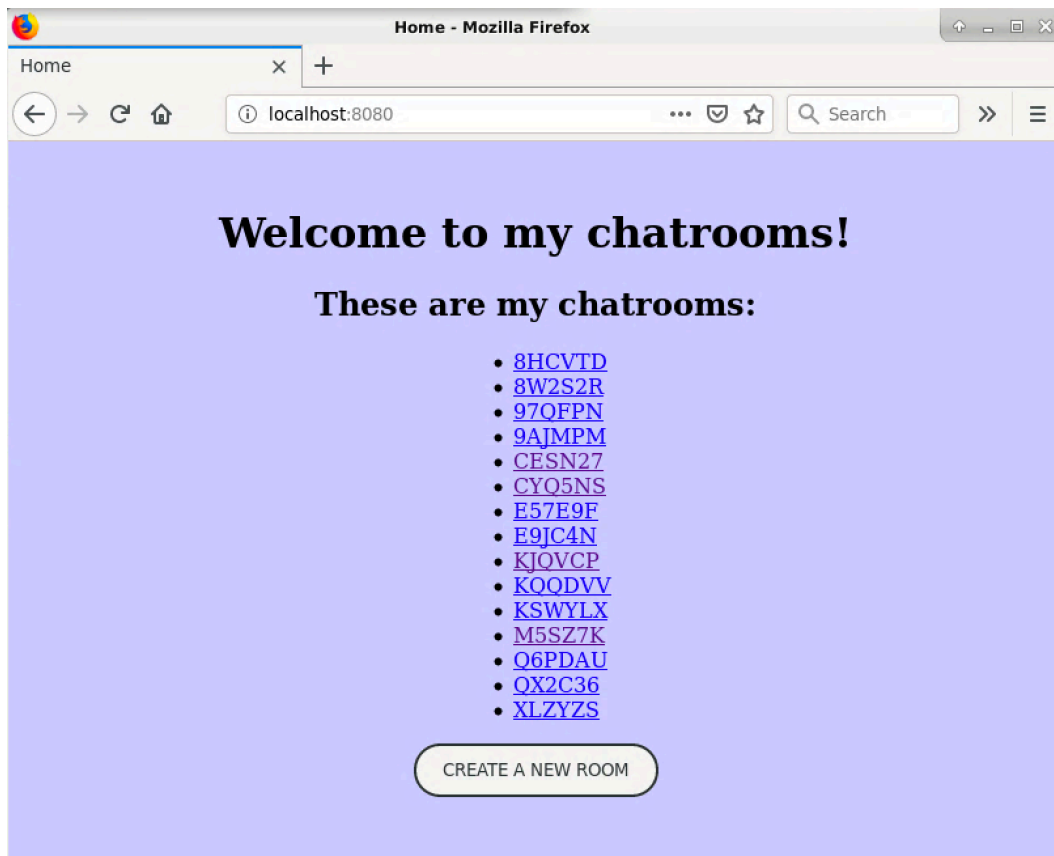 Home - Mozilla Firefox
Home
localhost:8080
Search
Welcome to my chatrooms!
These are my chatrooms:
8HCVTD
8W2S2R
97QFPN
9AJMPM
CESN27
CYQ5NS
E57E9F
E9JC4N
KJQVCP
KQQDVV
KSWYLX
M5SZ7K
Q6PDAU
QX2C36
XLZYZS
CREATE A NEW ROOM